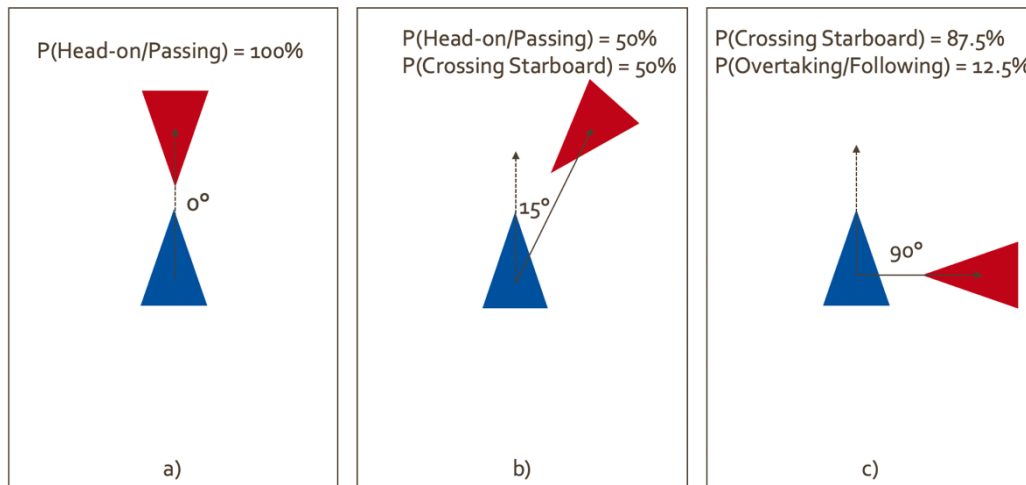 P(Head-on/Passing) = 100%
0°
a)
P(Head-on/Passing) = 50%
P(Crossing Starboard) = 50%
15°
b)
P(Crossing Starboard) = 87.5%
P(Overtaking/Following) = 12.5%
90°
c)